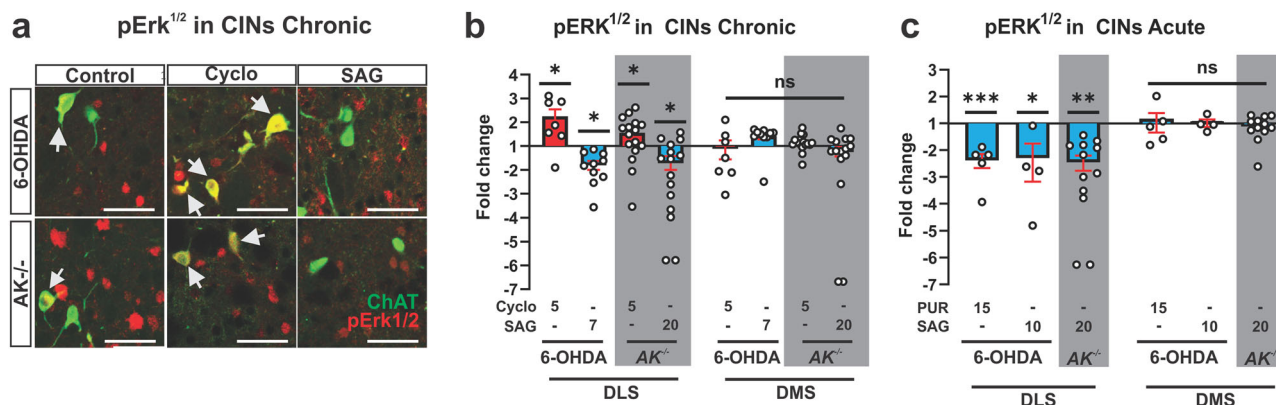 a
pErk1/2 in CINs Chronic
Control
Cyclo
SAG
6-OHDA
AK-/-
ChAT
pErk1/2
b
pERK1/2 in CINs Chronic
Fold change
4
3
2
1
-2
-3
-4
-5
-6
-7
*
*
*
*
ns
Cyclo 5 - 5 - 5 - 5 -
SAG - 7 - 20 - 7 - 20
6-OHDA AK-/- 6-OHDA AK-/-
DLS DMS
c
pERK1/2 in CINs Acute
Fold change
3
2
1
-2
-3
-4
-5
-6
-7
***
*
**
ns
PUR 15 - - 15 - -
SAG - 10 20 - 10 20
6-OHDA AK-/- 6-OHDA AK-/
DLS DMS